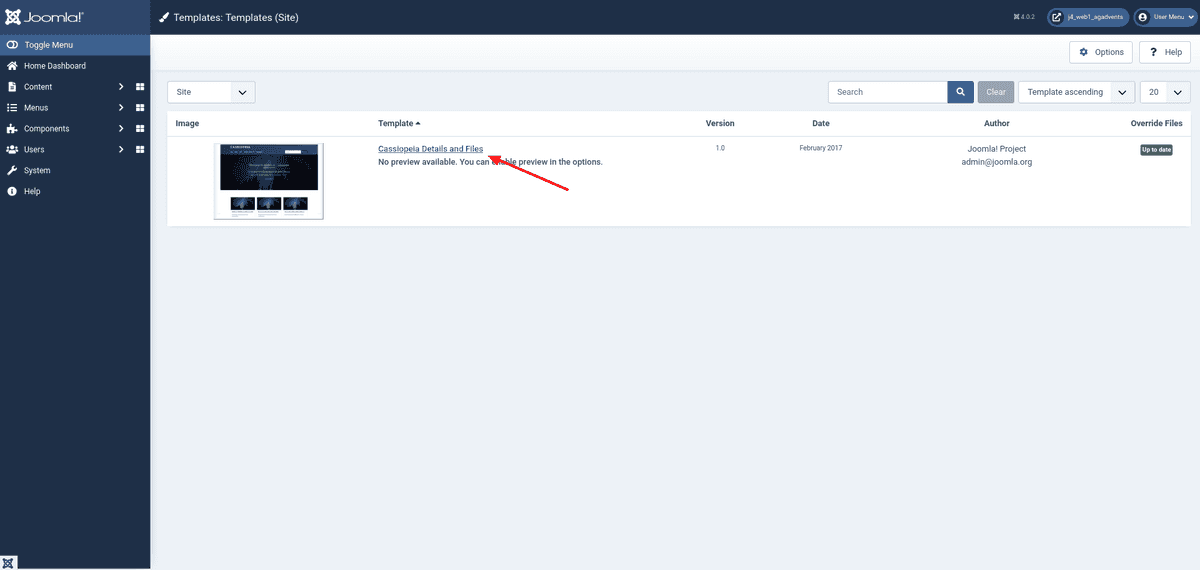 Joomla!
Templates: Templates (Site)
4.0.2
j4_web1_agadvents
User Menu
Toggle Menu
Home Dashboard
Content
Menus
Components
Users
System
Help
Options
? Help
Site
Search
Clear
Template ascending
20
Image
Template
Version
Date
Author
Override Files
Cassiopeia Details and Files
No preview available. You can enable preview in the options.
1.0
February 2017
Joomla! Project
admin@joomla.org
Up to date